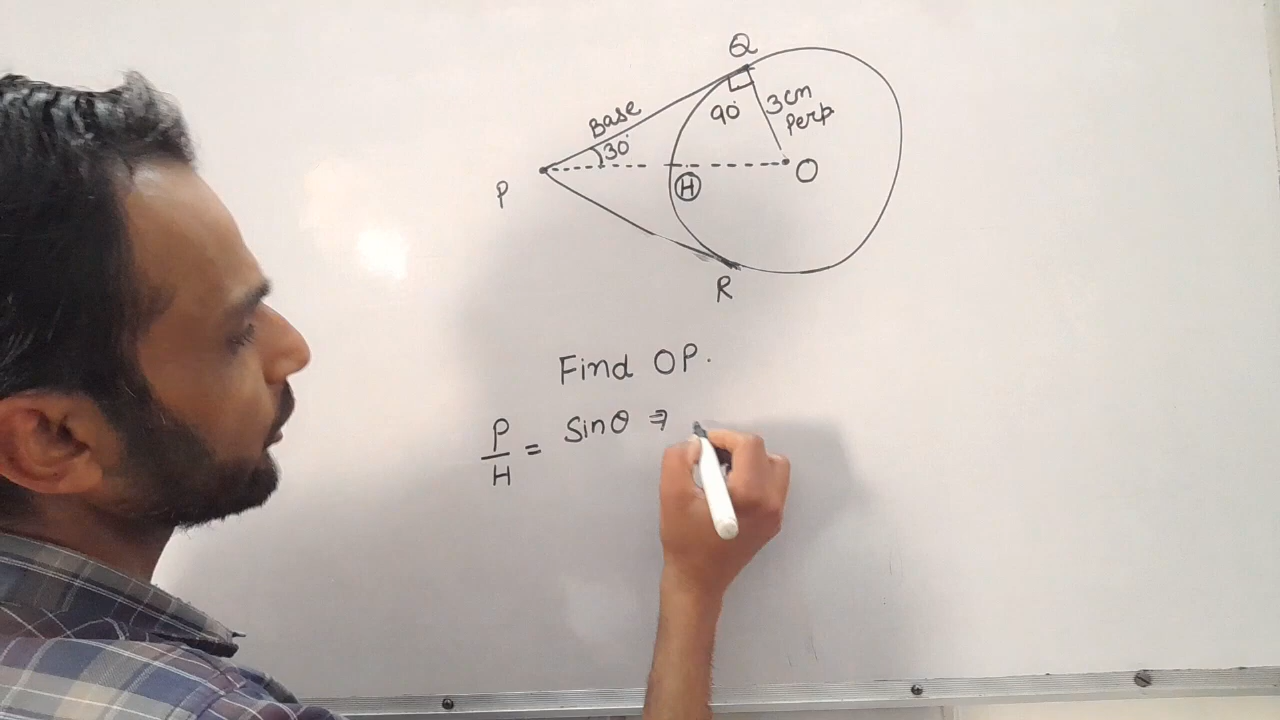 Q
Base
3cm
Perp
90°
30°
P
H
O
R
Find OP.
P/H = Sinθ ⇒